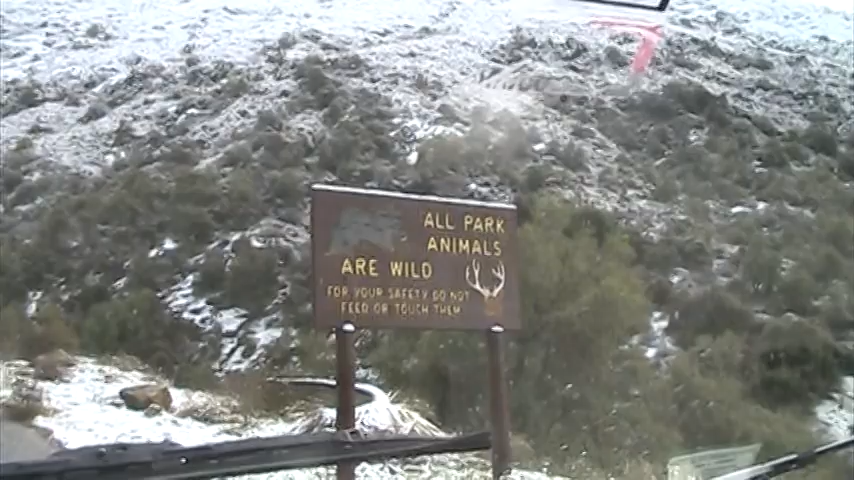 ALL PARK
ANIMALS
ARE WILD
FOR YOUR SAFETY DO NOT
FEED OR TOUCH THEM